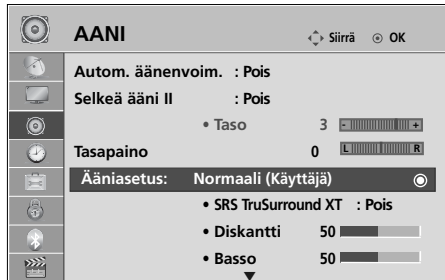 AANI Siirrä OK
Autom. äänenvoim. : Pois
Selkeä ääni II : Pois
• Taso 3 - +
Tasapaino 0 L R
Ääniasetus: Normaali (Käyttäjä)
• SRS TruSurround XT : Pois
• Diskantti 50
• Basso 50